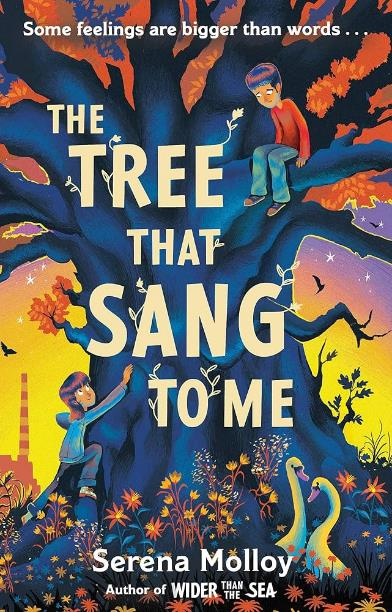 Some feelings are bigger than words . . .
THE
TREE
THAT
SANG
TO ME
Serena Molloy
Author of WIDER THAN THE SEA